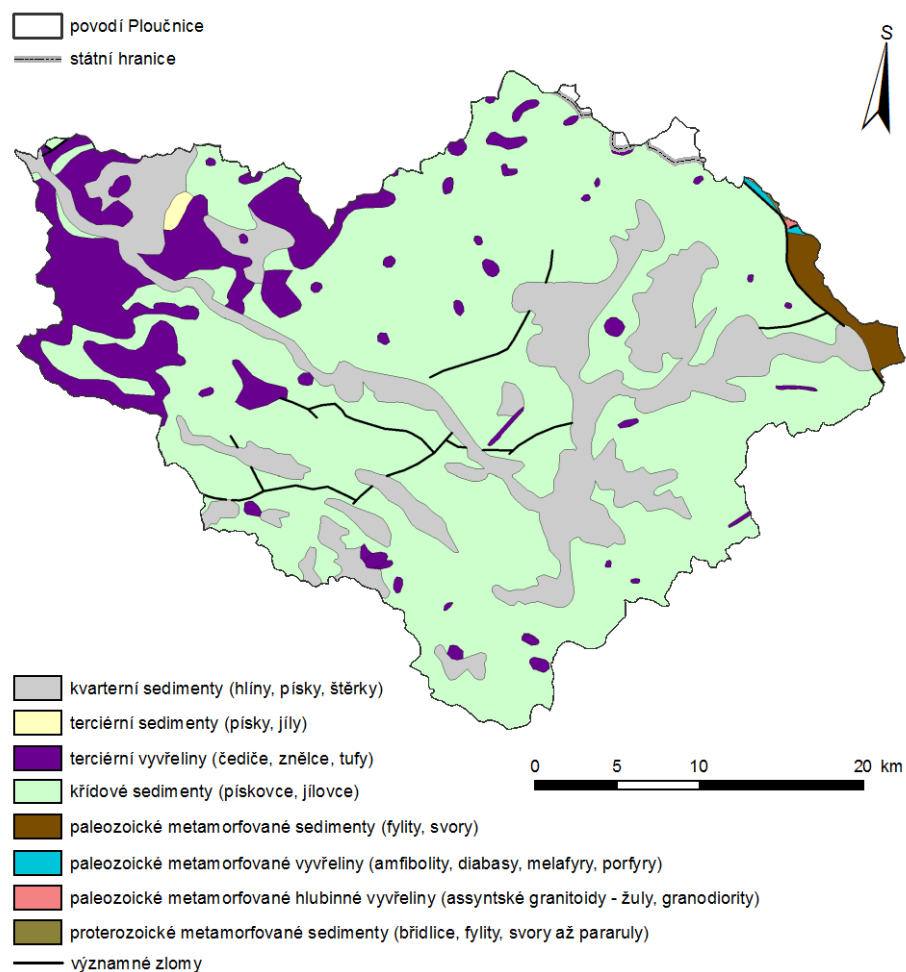 povodí Ploučnice
státní hranice
S
kvarterní sedimenty (hlíny, písky, štěrky)
terciérní sedimenty (písky, jíly)
terciérní vyvřeliny (čediče, znělce, tufy)
křídové sedimenty (pískovce, jílovce)
0 5 10 20 km
paleozoické metamorfované sedimenty (fylity, svory)
paleozoické metamorfované vyvřeliny (amfibolity, diabasy, melafyry, porfyry)
paleozoické metamorfované hlubinné vyvřeliny (assyntské granitoidy - žuly, granodiority)
proterozoické metamorfované sedimenty (břidlice, fylity, svory až pararuly)
významné zlomy